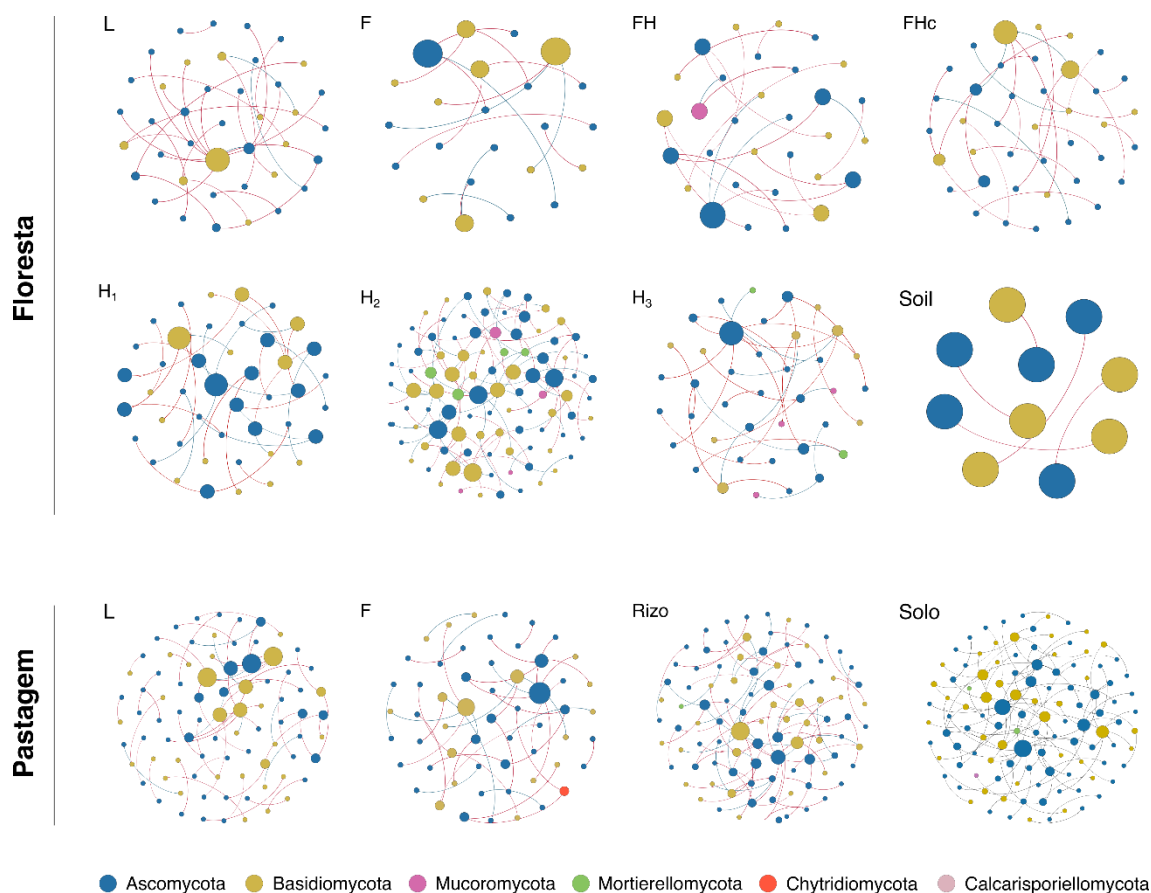 L F FH FHc
Floresta
H1 H2 H3 Soil
L F Rizo Solo
Pastagem
Ascomycota Basidiomycota Mucoromycota Mortierellomycota Chytridiomycota Calcarisporiellomycota